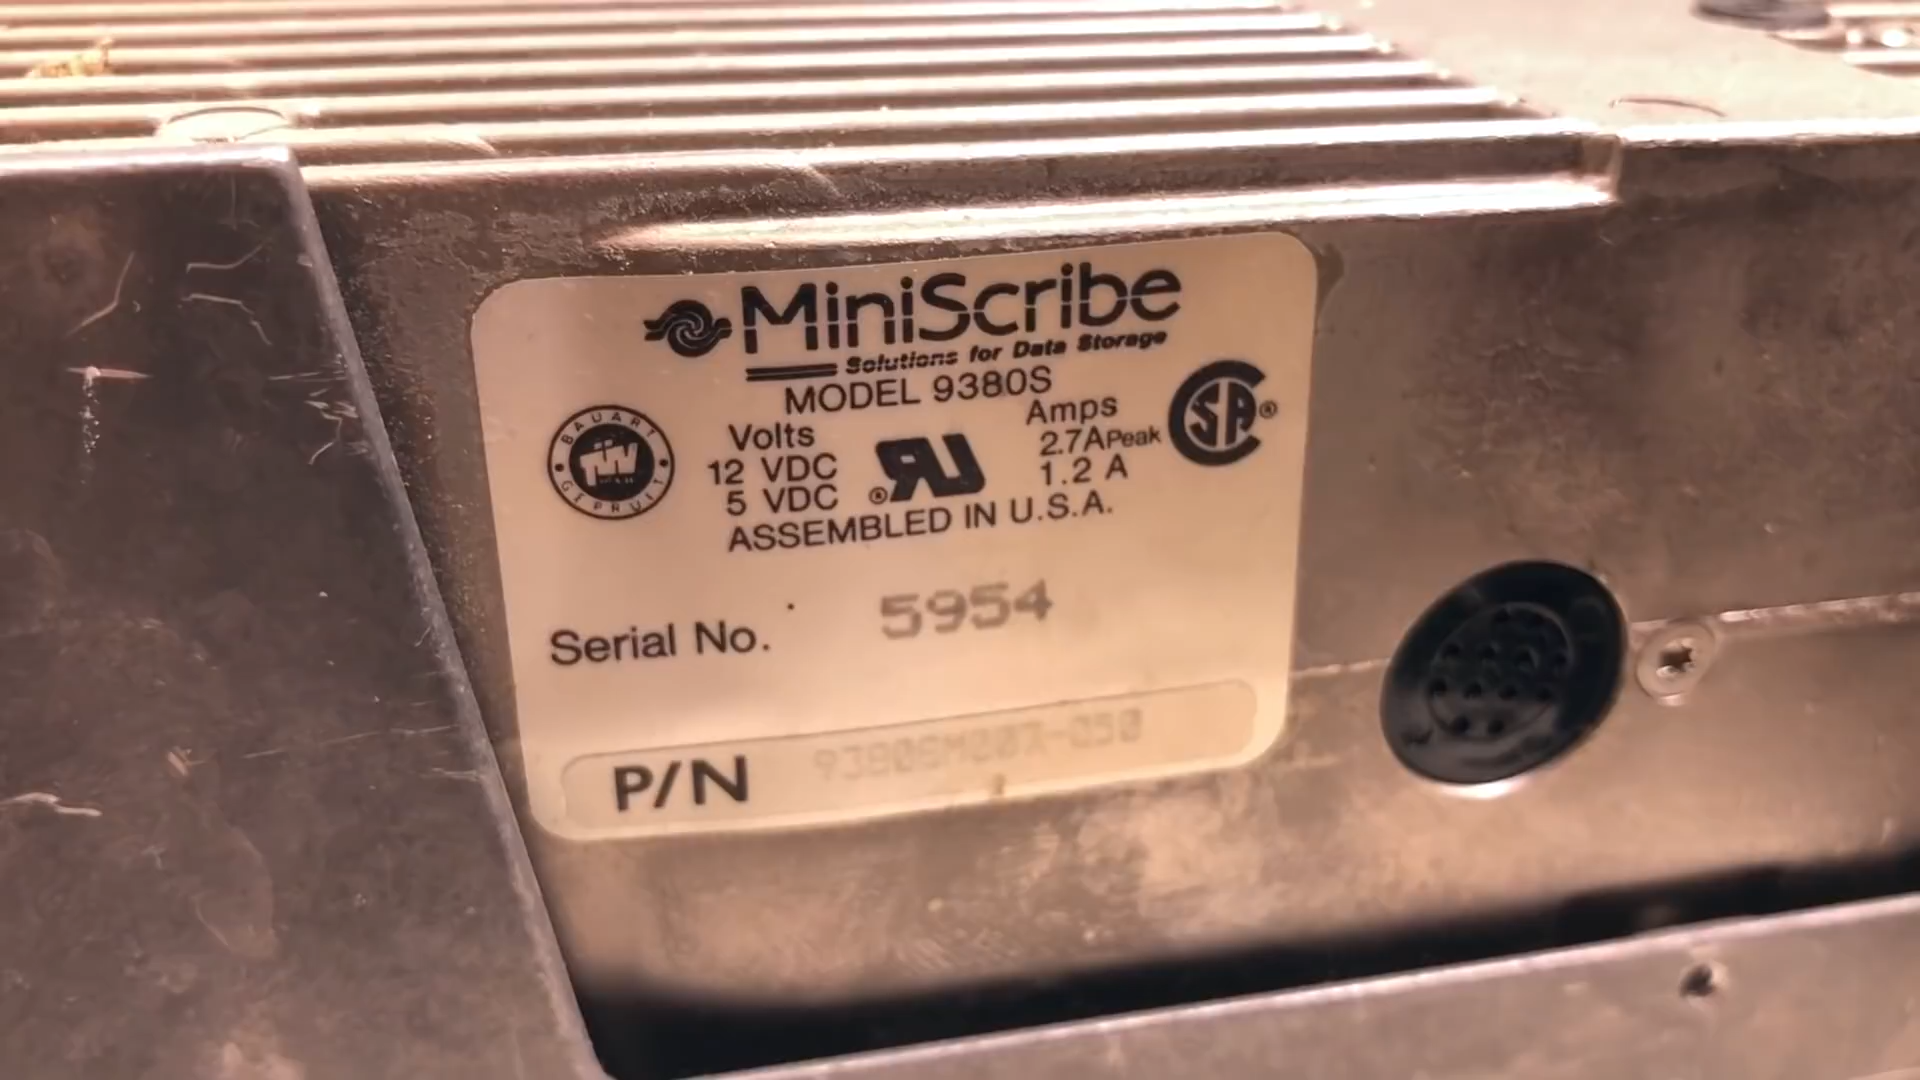 MiniScribe
Solutions for Data Storage
MODEL 9380S
BAUART
TÜV
GEPRÜFT
Volts
12 VDC
5 VDC
Amps
2.7A Peak
1.2 A
ASSEMBLED IN U.S.A.
Serial No. 5954
P/N